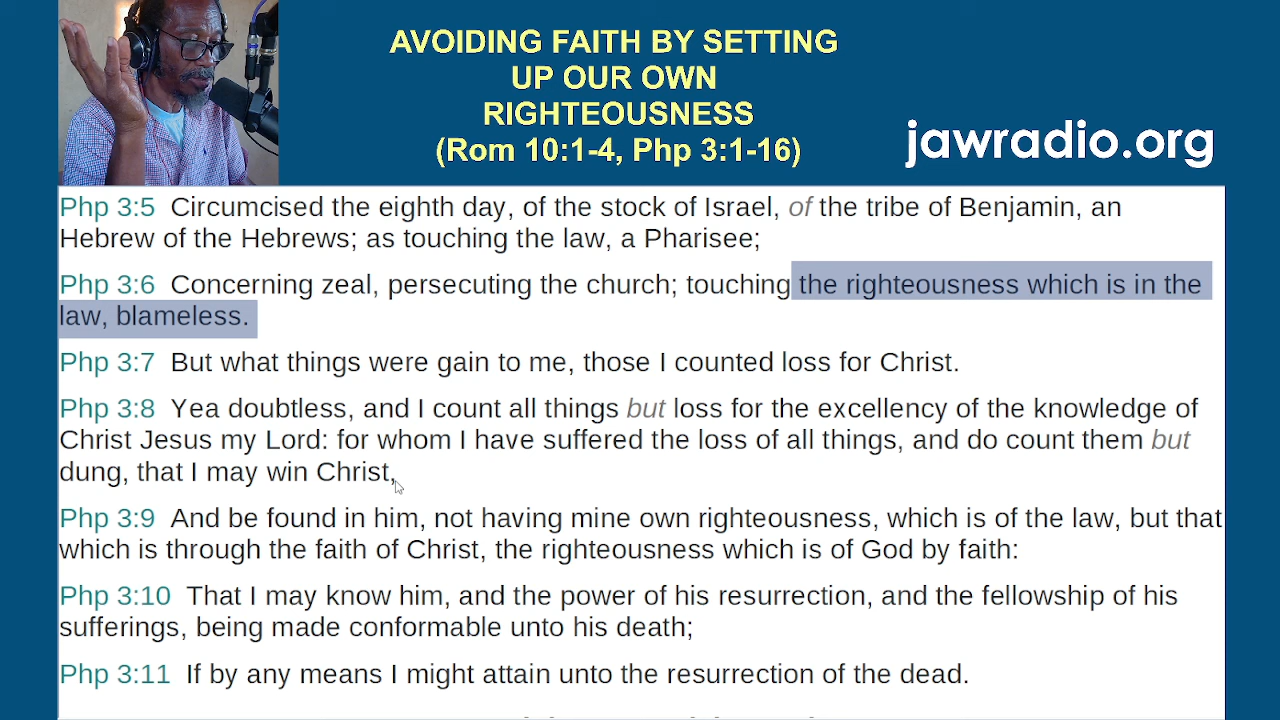 AVOIDING FAITH BY SETTING
UP OUR OWN
RIGHTEOUSNESS
(Rom 10:1-4, Php 3:1-16)
jawradio.org
Php 3:5 Circumcised the eighth day, of the stock of Israel, of the tribe of Benjamin, an
Hebrew of the Hebrews; as touching the law, a Pharisee;
Php 3:6 Concerning zeal, persecuting the church; touching the righteousness which is in the
law, blameless.
Php 3:7 But what things were gain to me, those I counted loss for Christ.
Php 3:8 Yea doubtless, and I count all things but loss for the excellency of the knowledge of
Christ Jesus my Lord: for whom I have suffered the loss of all things, and do count them but
dung, that I may win Christ,
Php 3:9 And be found in him, not having mine own righteousness, which is of the law, but that
which is through the faith of Christ, the righteousness which is of God by faith:
Php 3:10 That I may know him, and the power of his resurrection, and the fellowship of his
sufferings, being made conformable unto his death;
Php 3:11 If by any means I might attain unto the resurrection of the dead.